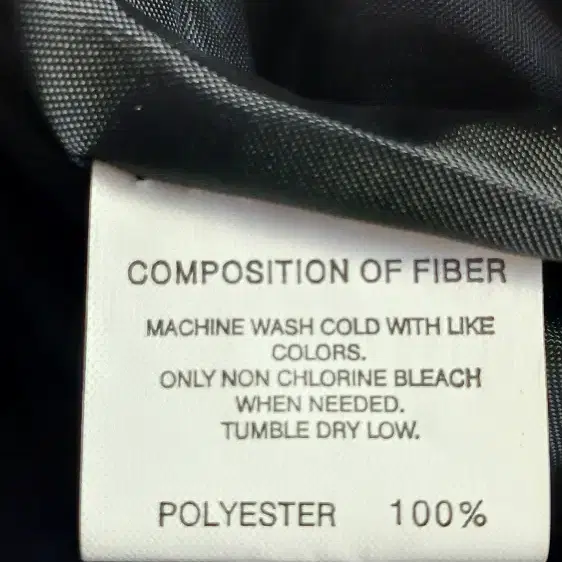 COMPOSITION OF FIBER
MACHINE WASH COLD WITH LIKE
COLORS.
ONLY NON CHLORINE BLEACH
WHEN NEEDED.
TUMBLE DRY LOW.
POLYESTER 100%